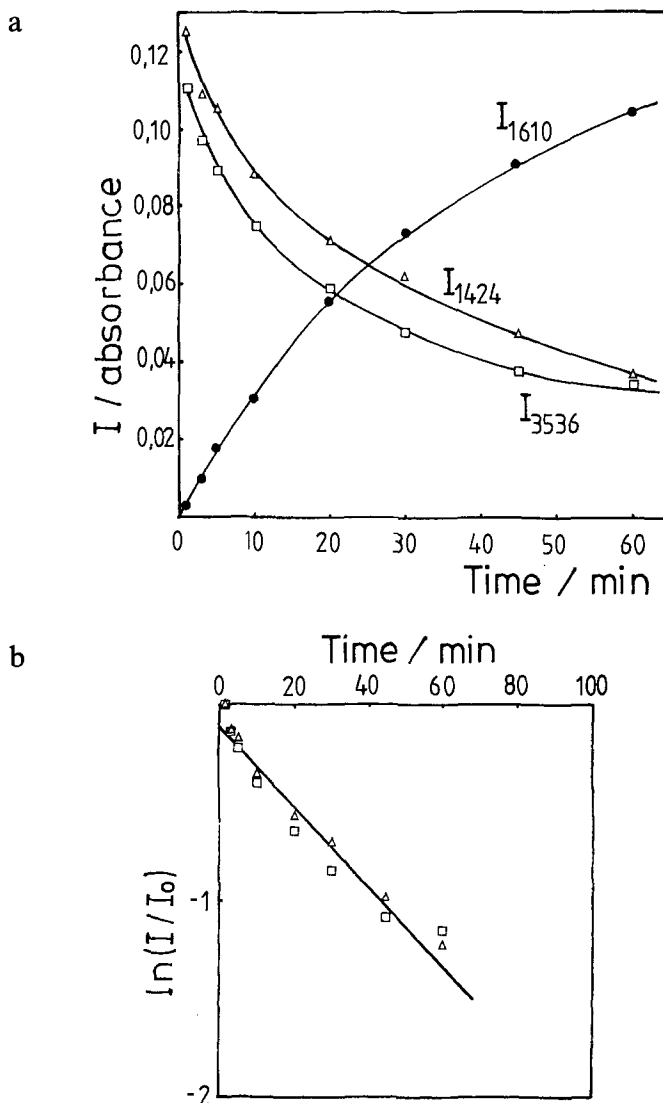 a
0,12
0,10
0,08
0,06
0,04
0,02
I / absorbance
I1610
I1424
I3536
0 10 20 30 40 50 60
Time / min
b
Time / min
0 20 40 60 80 100
-1
-2
ln(I/I0)